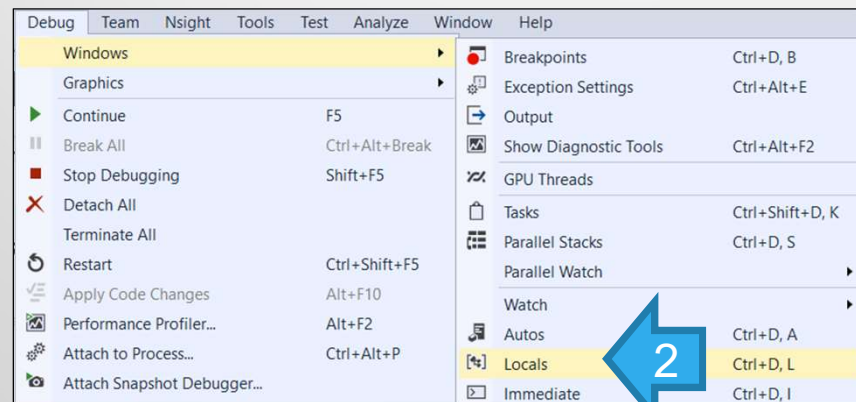 Debug Team Nsight Tools Test Analyze Window Help
Windows
Graphics
Continue F5
Break All Ctrl+Alt+Break
Stop Debugging Shift+F5
Detach All
Terminate All
Restart Ctrl+Shift+F5
Apply Code Changes Alt+F10
Performance Profiler... Alt+F2
Attach to Process... Ctrl+Alt+P
Attach Snapshot Debugger...
Breakpoints Ctrl+D, B
Exception Settings Ctrl+Alt+E
Output
Show Diagnostic Tools Ctrl+Alt+F2
GPU Threads
Tasks Ctrl+Shift+D, K
Parallel Stacks Ctrl+D, S
Parallel Watch
Watch
Autos Ctrl+D, A
Locals 2 Ctrl+D, L
Immediate Ctrl+D, I